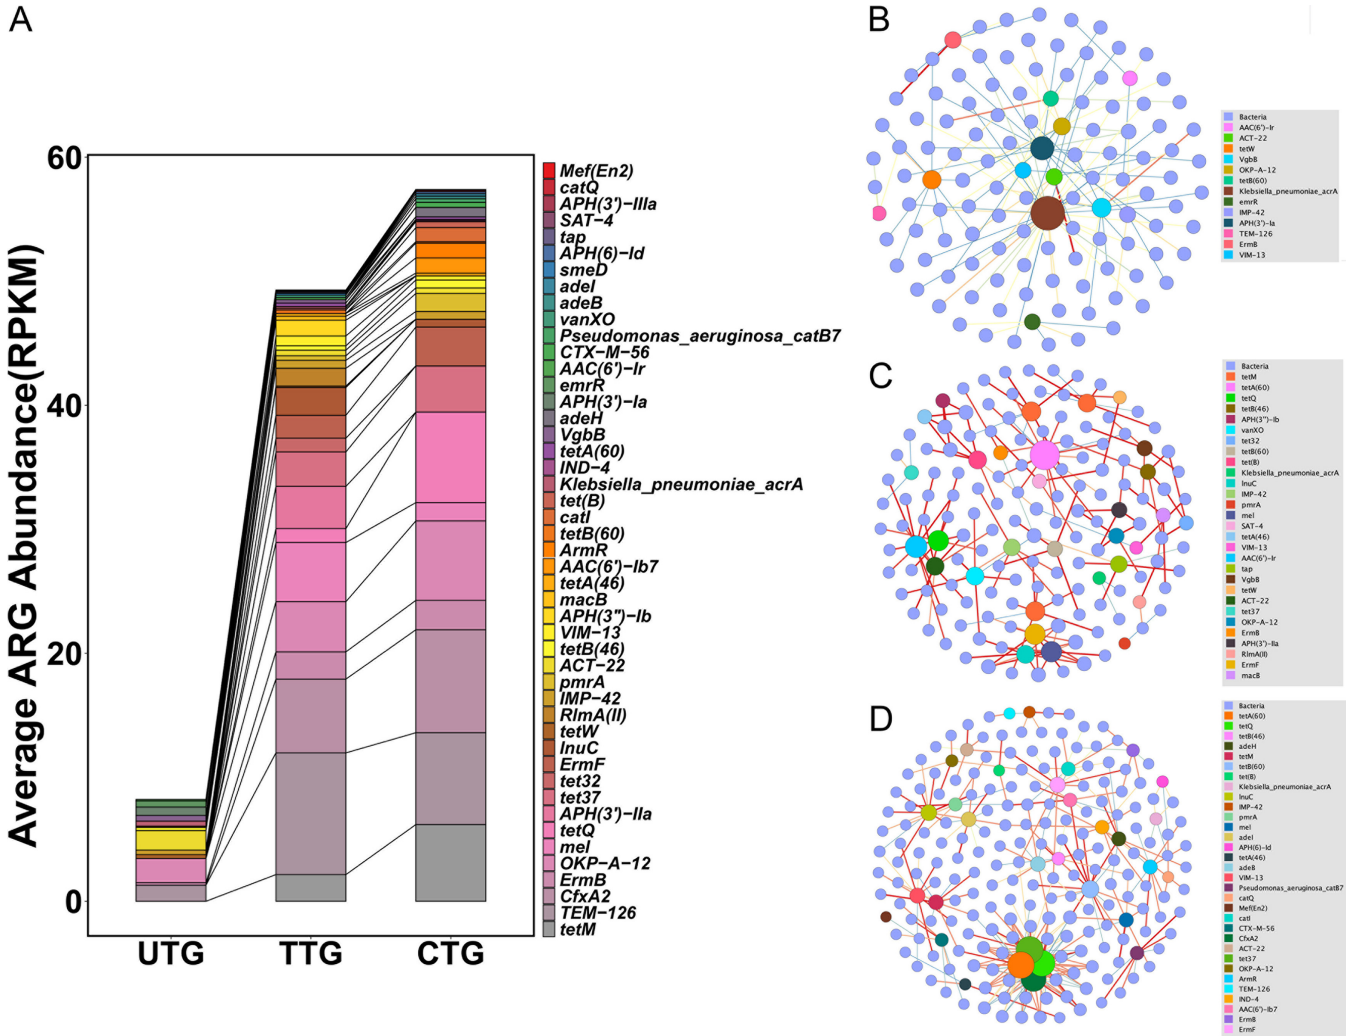 A
Average ARG Abundance(RPKM)
60
40
20
0
UTG
TTG
CTG
Mef(En2)
catQ
APH(3')−IIIa
SAT−4
tap
APH(6)−Id
smeD
adeI
adeB
vanXO
Pseudomonas_aeruginosa_catB7
CTX−M−56
AAC(6')−Ir
emrR
APH(3')−Ia
adeH
VgbB
tetA(60)
IND−4
Klebsiella_pneumoniae_acrA
tet(B)
catI
tetB(60)
ArmR
AAC(6')−Ib7
tetA(46)
macB
APH(3'')−Ib
VIM−13
tetB(46)
ACT−22
pmrA
IMP−42
RlmA(II)
tetW
lnuC
ErmF
tet32
tet37
APH(3')−IIa
tetQ
mel
OKP−A−12
ErmB
CfxA2
TEM−126
tetM
B
Bacteria
AAC(6')-Ir
ACT-22
tetW
VgbB
OKP-A-12
tetB(60)
Klebsiella_pneumoniae_acrA
emrR
IMP-42
APH(3')-Ia
TEM-126
ErmB
VIM-13
C
Bacteria
tetM
tetA(60)
tetQ
tetB(46)
APH(3'')-Ib
vanXO
tet32
tetB(60)
tet(B)
Klebsiella_pneumoniae_acrA
lnuC
IMP-42
pmrA
mel
SAT-4
tetA(46)
VIM-13
AAC(6')-Ir
tap
VgbB
tetW
ACT-22
tet37
OKP-A-12
ErmB
APH(3')-IIa
RlmA(II)
ErmF
macB
D
Bacteria
tetA(60)
tetQ
tetB(46)
adeH
tetM
tetB(60)
tet(B)
Klebsiella_pneumoniae_acrA
lnuC
IMP-42
pmrA
mel
adeI
APH(6)-Id
tetA(46)
adeB
VIM-13
Pseudomonas_aeruginosa_catB7
catQ
Mef(En2)
catI
CTX-M-56
CfxA2
ACT-22
tet37
OKP-A-12
ArmR
TEM-126
IND-4
AAC(6')-Ib7
ErmB
ErmF